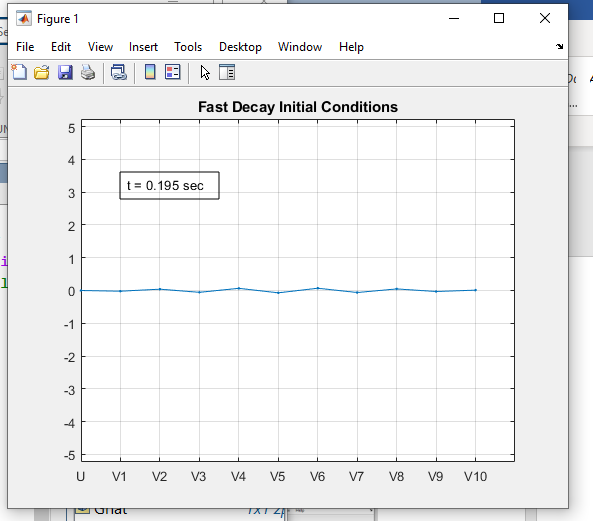 Figure 1
File Edit View Insert Tools Desktop Window Help
Fast Decay Initial Conditions
5
4
t = 0.195 sec
3
2
1
0
-1
-2
-3
-4
-5
U V1 V2 V3 V4 V5 V6 V7 V8 V9 V10